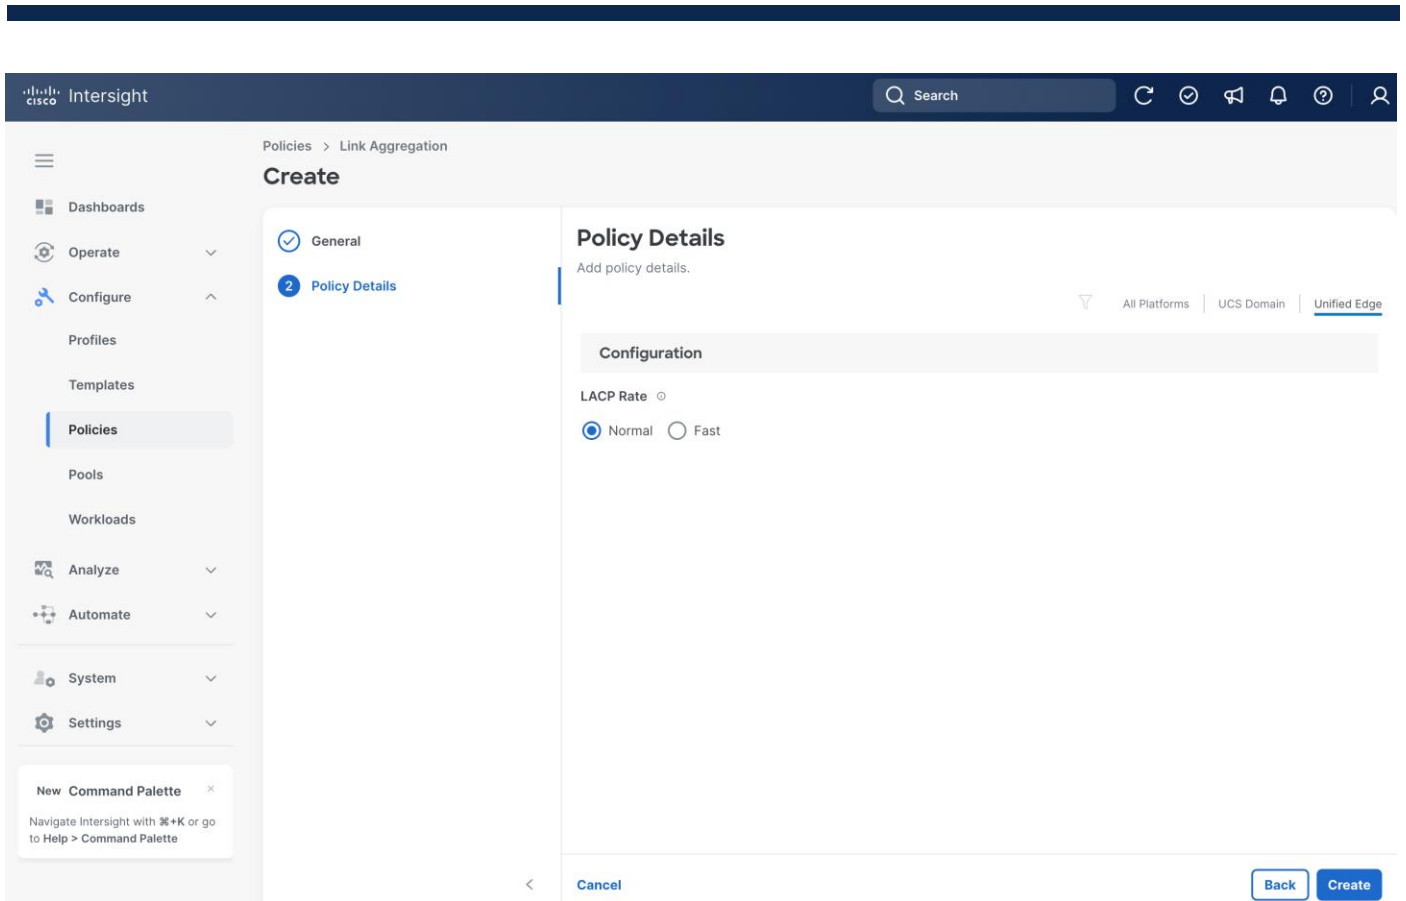 cisco Intersight
Search
Policies > Link Aggregation
Create
Dashboards
Operate
Configure
Profiles
Templates
Policies
Pools
Workloads
Analyze
Automate
System
Settings
New Command Palette ×
Navigate Intersight with ⌘+K or go
to Help > Command Palette
General
2 Policy Details
Policy Details
Add policy details.
All Platforms | UCS Domain | Unified Edge
Configuration
LACP Rate
Normal Fast
< Cancel Back Create